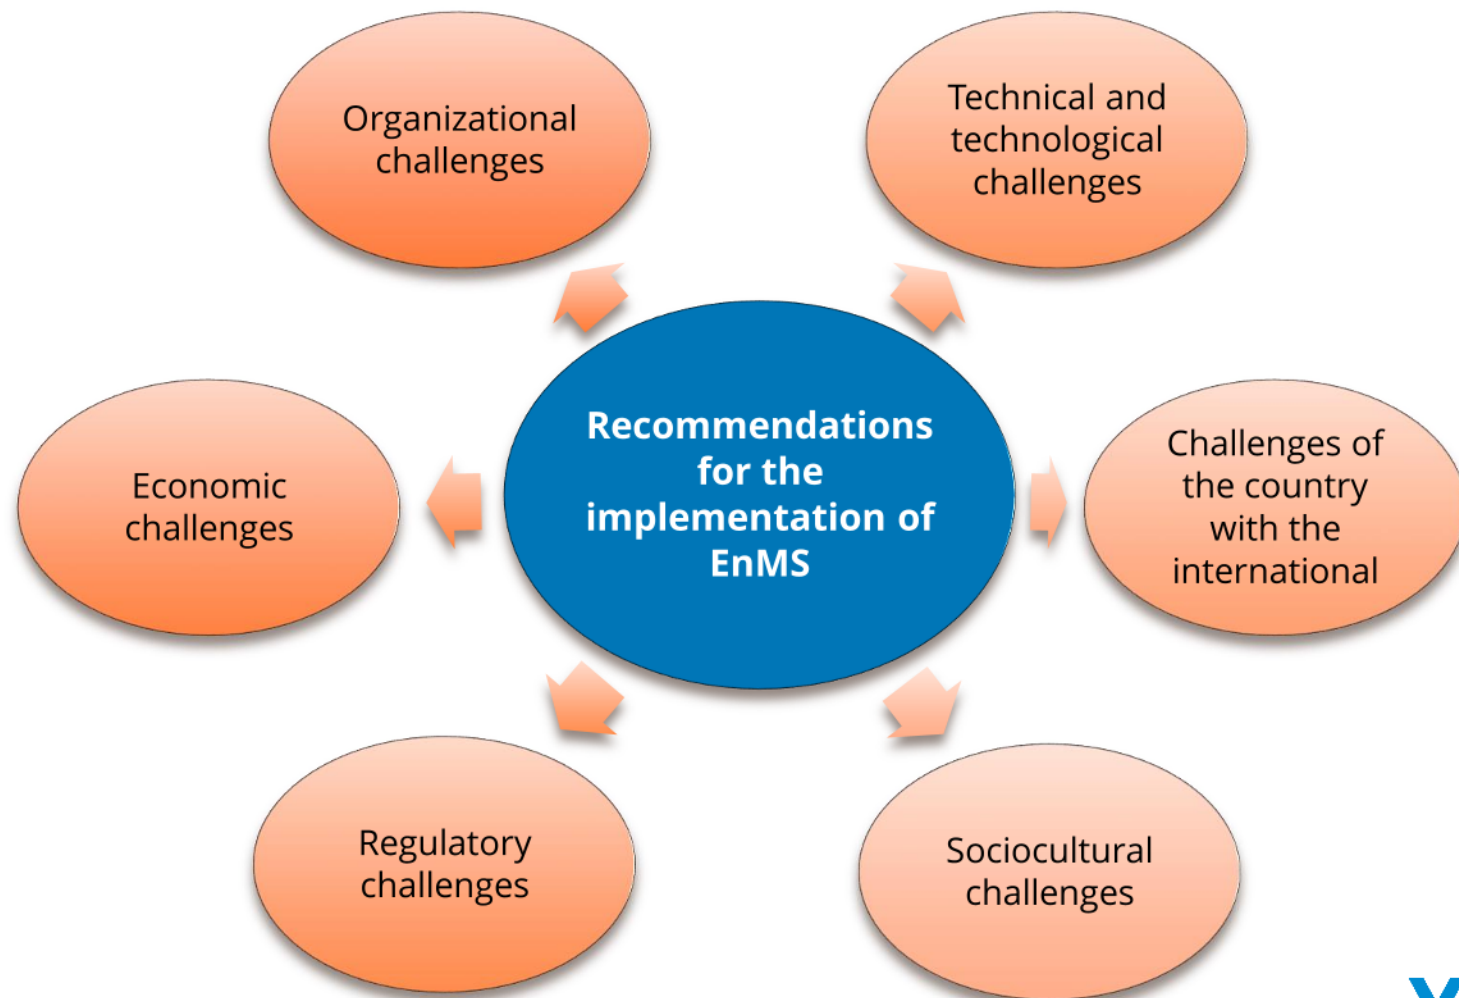 Organizational
challenges
Technical and
technological
challenges
Recommendations
for the
implementation of
EnMS
Economic
challenges
Challenges of
the country
with the
international
Regulatory
challenges
Sociocultural
challenges